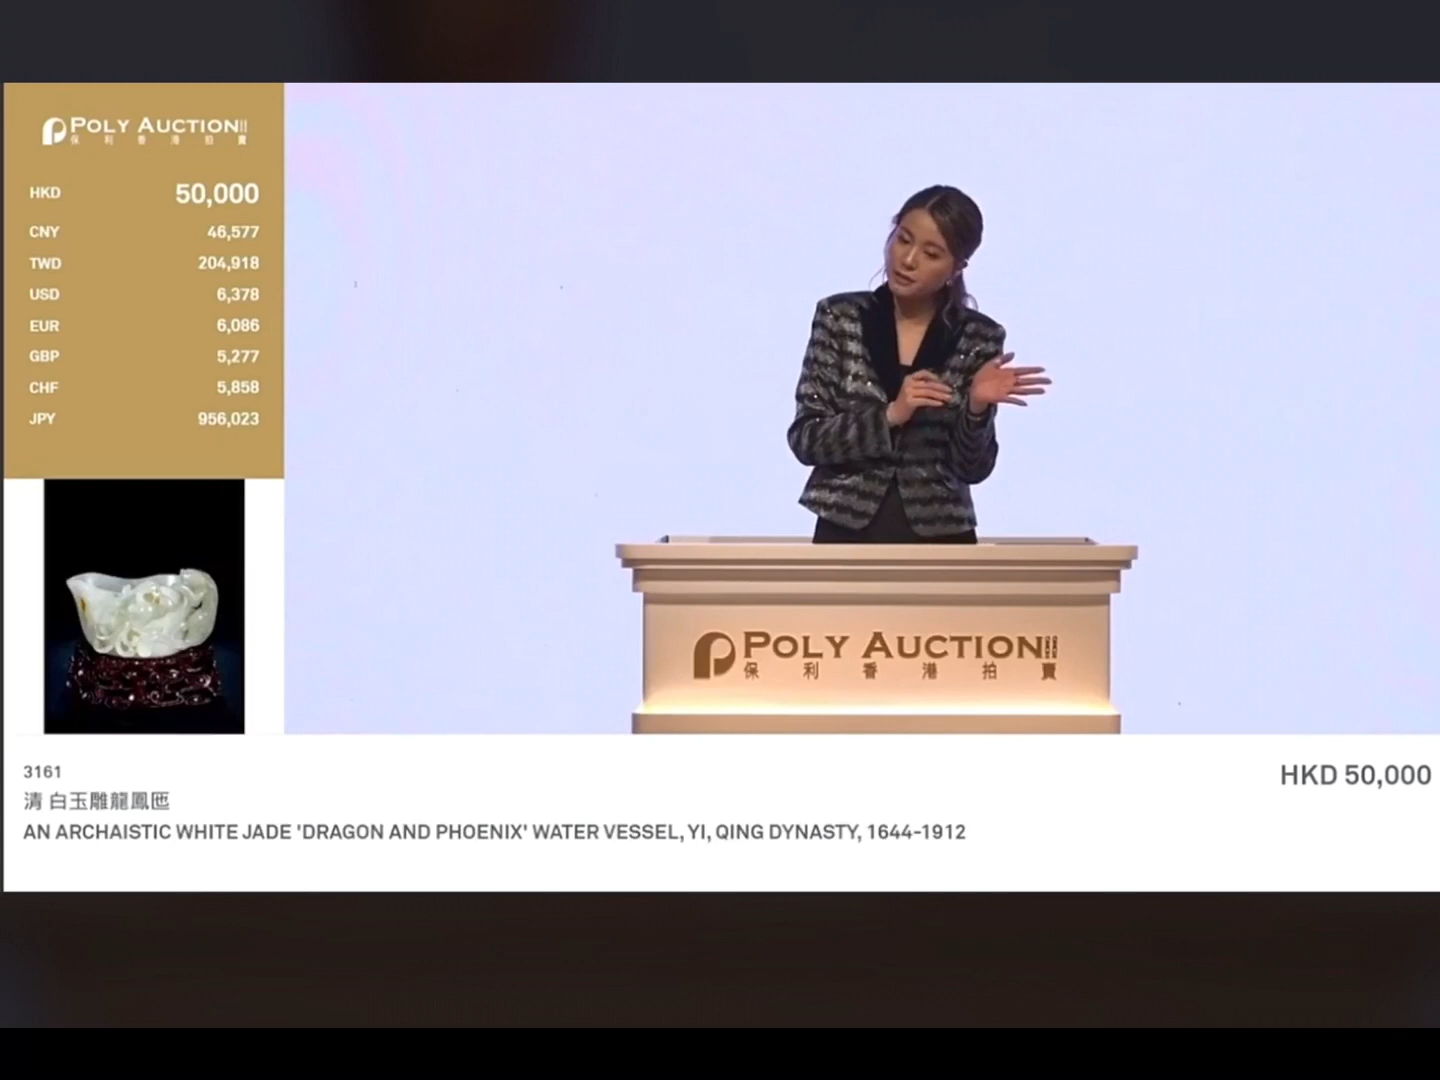 POLY AUCTION
保利香港拍賣
HKD 50,000
CNY 46,577
TWD 204,918
USD 6,378
EUR 6,086
GBP 5,277
CHF 5,858
JPY 956,023
POLY AUCTION
保利香港拍賣
3161
HKD 50,000
清 白玉雕龍鳳匜
AN ARCHAISTIC WHITE JADE 'DRAGON AND PHOENIX' WATER VESSEL, YI, QING DYNASTY, 1644-1912